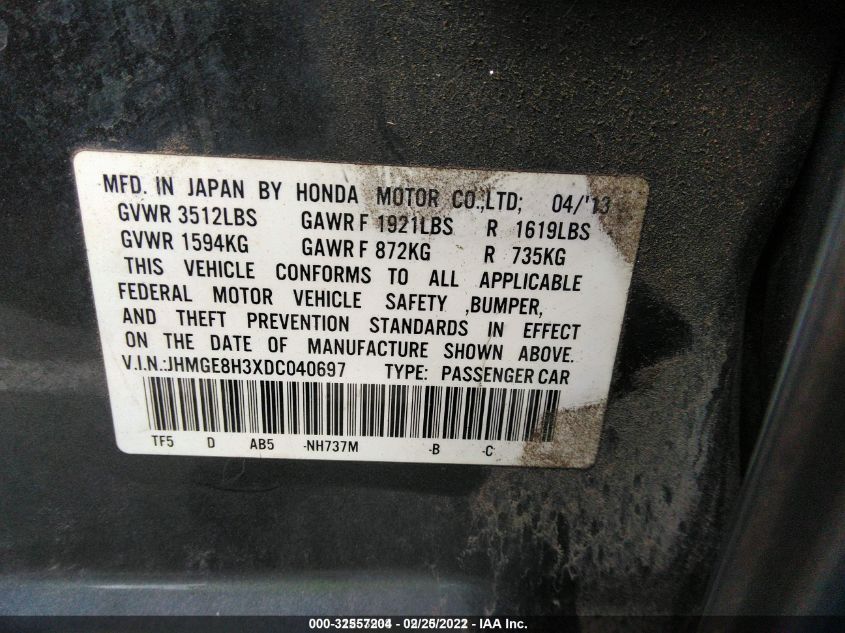 MFD. IN JAPAN BY HONDA MOTOR CO.,LTD; 04/'13
GVWR 3512LBS GAWR F 1921LBS R 1619LBS
GVWR 1594KG GAWR F 872KG R 735KG
THIS VEHICLE CONFORMS TO ALL APPLICABLE
FEDERAL MOTOR VEHICLE SAFETY ,BUMPER,
AND THEFT PREVENTION STANDARDS IN EFFECT
ON THE DATE OF MANUFACTURE SHOWN ABOVE.
V.I.N.:JHMGE8H3XDC040697 TYPE: PASSENGER CAR
TF5 D AB5 -NH737M -B -C
000-32557204 - 02/26/2022 - IAA Inc.